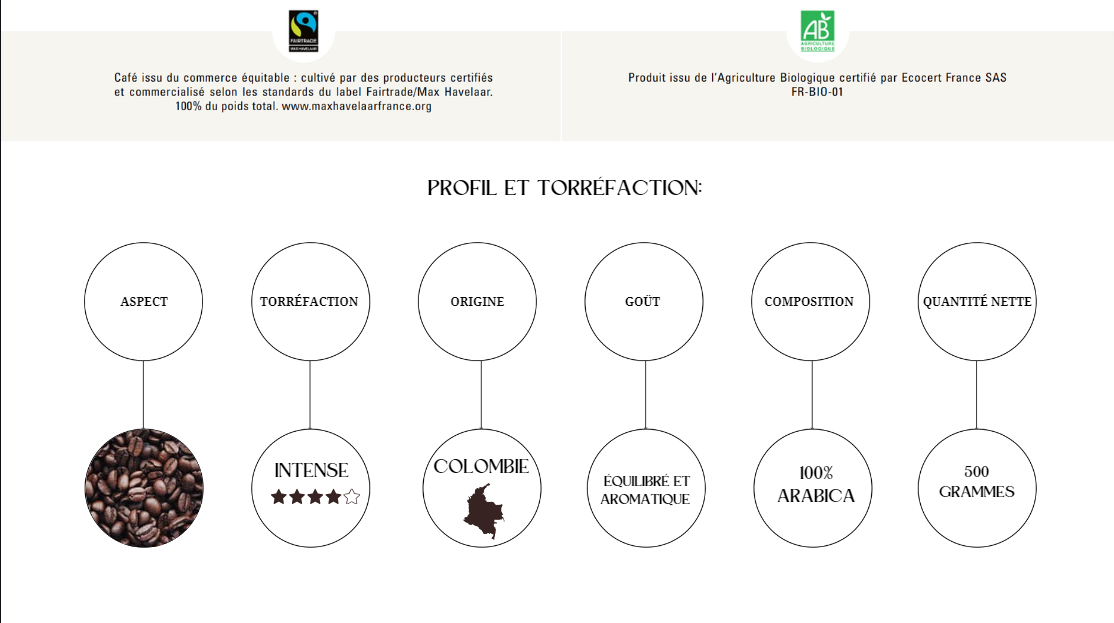 FAIRTRADE
MAX HAVELAAR
AB
AGRICULTURE
BIOLOGIQUE
Café issu du commerce équitable : cultivé par des producteurs certifiés
et commercialisé selon les standards du label Fairtrade/Max Havelaar.
100% du poids total. www.maxhavelaarfrance.org
Produit issu de l'Agriculture Biologique certifié par Ecocert France SAS
FR-BIO-01
PROFIL ET TORRÉFACTION:
ASPECT
TORRÉFACTION
ORIGINE
GOÛT
COMPOSITION
QUANTITÉ NETTE
INTENSE
COLOMBIE
ÉQUILIBRÉ ET
AROMATIQUE
100%
ARABICA
500
GRAMMES